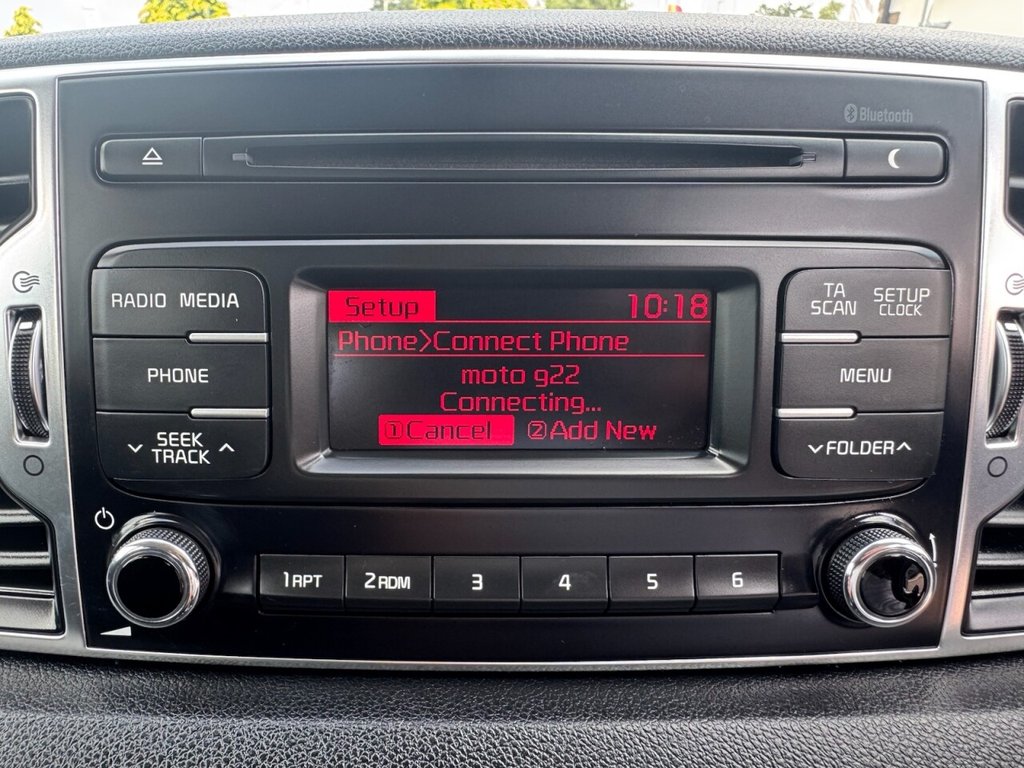 Bluetooth
RADIO MEDIA
PHONE
SEEK
TRACK
Setup 10:18
Phone>Connect Phone
moto g22
Connecting...
①Cancel ②Add New
TA
SCAN
SETUP
CLOCK
MENU
FOLDER
1RPT 2RDM 3 4 5 6